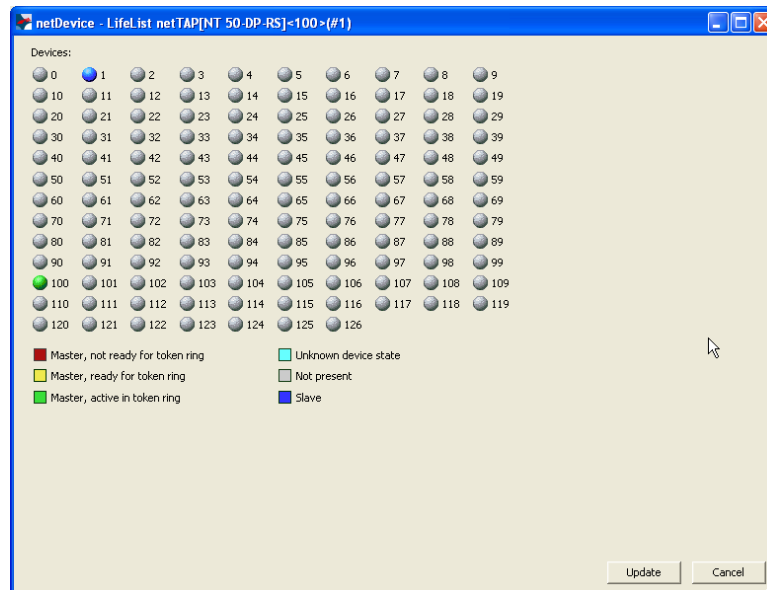 netDevice - LifeList netTAP[NT 50-DP-RS]<100>(#1)
Devices:
0 1 2 3 4 5 6 7 8 9
10 11 12 13 14 15 16 17 18 19
20 21 22 23 24 25 26 27 28 29
30 31 32 33 34 35 36 37 38 39
40 41 42 43 44 45 46 47 48 49
50 51 52 53 54 55 56 57 58 59
60 61 62 63 64 65 66 67 68 69
70 71 72 73 74 75 76 77 78 79
80 81 82 83 84 85 86 87 88 89
90 91 92 93 94 95 96 97 98 99
100 101 102 103 104 105 106 107 108 109
110 111 112 113 114 115 116 117 118 119
120 121 122 123 124 125 126
Master, not ready for token ring Unknown device state
Master, ready for token ring Not present
Master, active in token ring Slave
Update Cancel